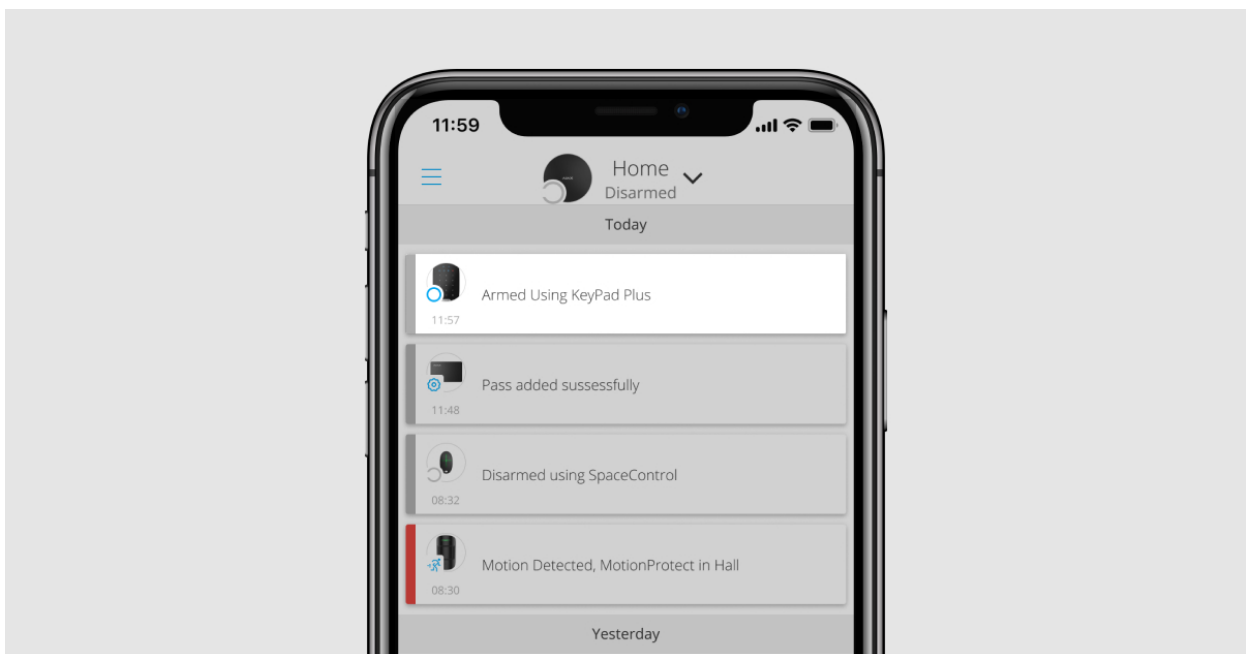 11:59
Home
Disarmed
Today
Armed Using KeyPad Plus
11:57
Pass added sussessfully
11:48
Disarmed using SpaceControl
08:32
Motion Detected, MotionProtect in Hall
08:30
Yesterday